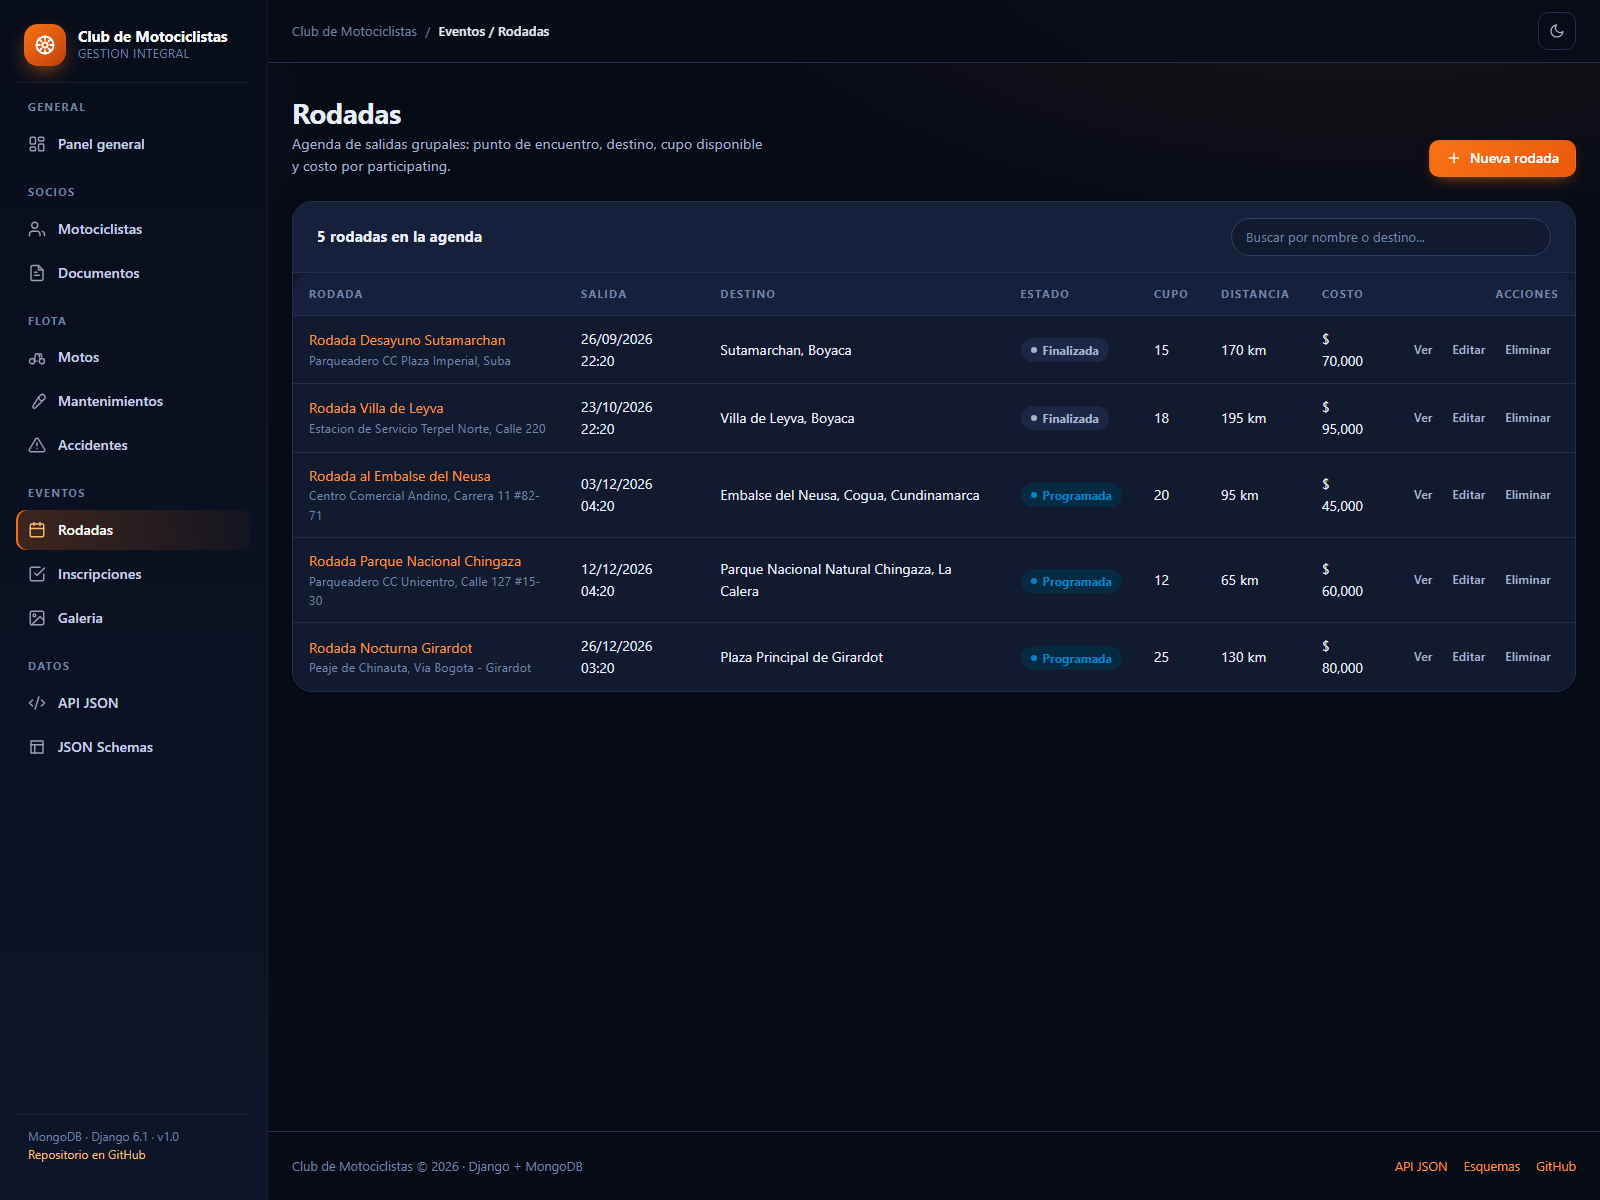 Club de Motociclistas
GESTION INTEGRAL
GENERAL
Panel general
SOCIOS
Motociclistas
Documentos
FLOTA
Motos
Mantenimientos
Accidentes
EVENTOS
Rodadas
Inscripciones
Galeria
DATOS
API JSON
JSON Schemas
MongoDB · Django 6.1 · v1.0
Repositorio en GitHub
Club de Motociclistas / Eventos / Rodadas
Rodadas
Agenda de salidas grupales: punto de encuentro, destino, cupo disponible
y costo por participating.
+ Nueva rodada
5 rodadas en la agenda
Buscar por nombre o destino...
RODADA SALIDA DESTINO ESTADO CUPO DISTANCIA COSTO ACCIONES
Rodada Desayuno Sutamarchan
Parqueadero CC Plaza Imperial, Suba
26/09/2026
22:20
Sutamarchan, Boyaca
Finalizada
15
170 km
$
70,000
Ver Editar Eliminar
Rodada Villa de Leyva
Estacion de Servicio Terpel Norte, Calle 220
23/10/2026
22:20
Villa de Leyva, Boyaca
Finalizada
18
195 km
$
95,000
Ver Editar Eliminar
Rodada al Embalse del Neusa
Centro Comercial Andino, Carrera 11 #82-
71
03/12/2026
04:20
Embalse del Neusa, Cogua, Cundinamarca
Programada
20
95 km
$
45,000
Ver Editar Eliminar
Rodada Parque Nacional Chingaza
Parqueadero CC Unicentro, Calle 127 #15-
30
12/12/2026
04:20
Parque Nacional Natural Chingaza, La
Calera
Programada
12
65 km
$
60,000
Ver Editar Eliminar
Rodada Nocturna Girardot
Peaje de Chinauta, Via Bogota - Girardot
26/12/2026
03:20
Plaza Principal de Girardot
Programada
25
130 km
$
80,000
Ver Editar Eliminar
Club de Motociclistas © 2026 · Django + MongoDB
API JSON Esquemas GitHub